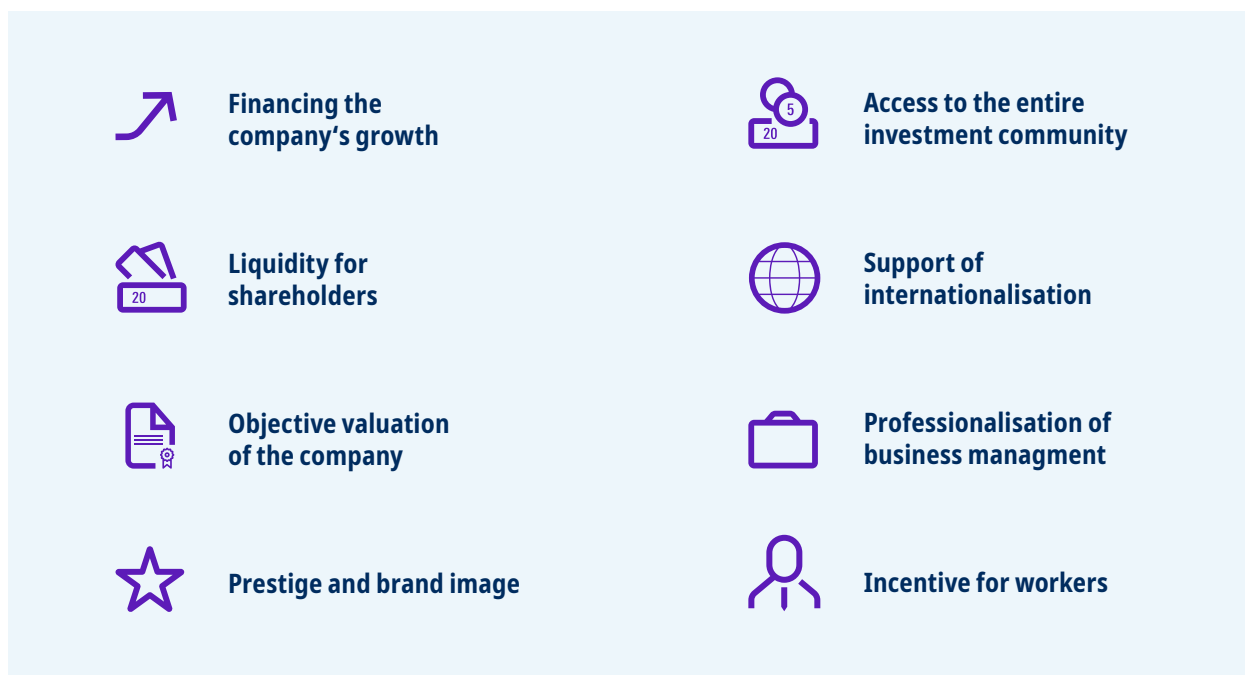 Financing the
company‘s growth
5
20
Access to the entire
investment community
20
Liquidity for
shareholders
Support of
internationalisation
Objective valuation
of the company
Professionalisation of
business managment
Prestige and brand image
Incentive for workers